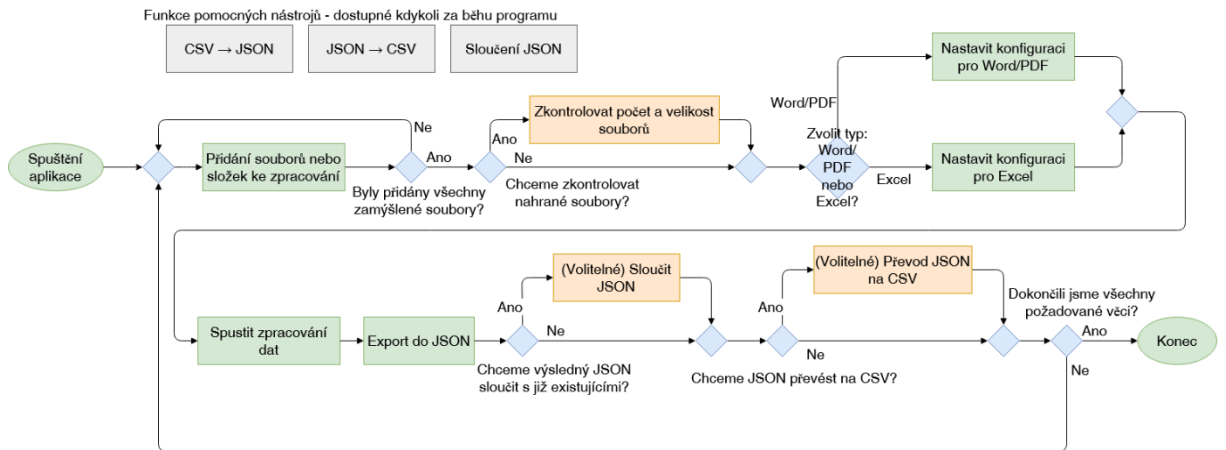 Funkce pomocných nástrojů - dostupné kdykoli za běhu programu
CSV → JSON
JSON → CSV
Sloučení JSON
Spuštění
aplikace
Přidání souborů nebo
složek ke zpracování
Ne
Ano
Byly přidány všechny
zamýšlené soubory?
Ano
Ne
Chceme zkontrolovat
nahrané soubory?
Zkontrolovat počet a velikost
souborů
Word/PDF
Zvolit typ:
Word/
PDF
nebo
Excel?
Excel
Nastavit konfiguraci
pro Word/PDF
Nastavit konfiguraci
pro Excel
Spustit zpracování
dat
Export do JSON
Ano
Ne
Chceme výsledný JSON
sloučit s již existujícími?
(Volitelné) Sloučit
JSON
Ano
Ne
Chceme JSON převést na CSV?
(Volitelné) Převod JSON
na CSV
Dokončili jsme všechny
požadované věci?
Ano
Ne
Konec